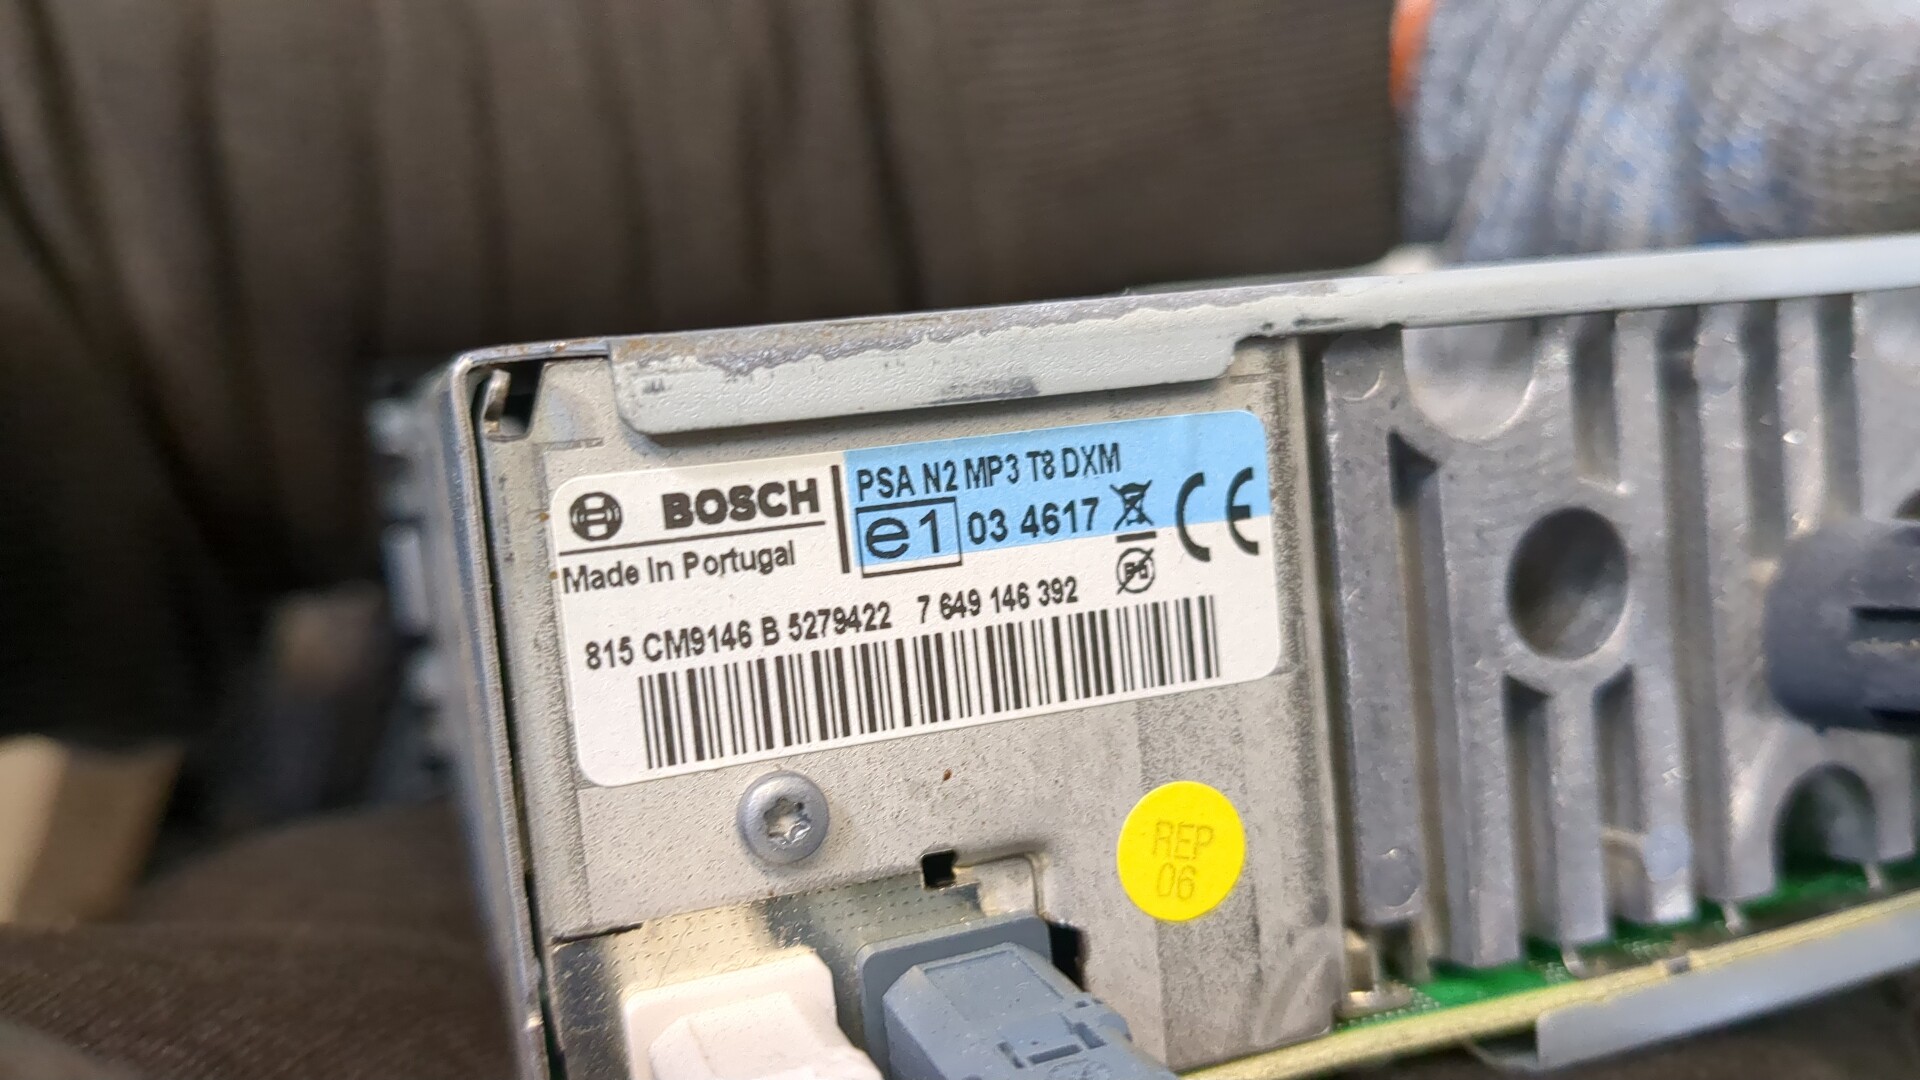 BOSCH
Made In Portugal
PSA N2 MP3 T8 DXM
e1 03 4617
CE
Pb
815 CM9146 B 5279422 7 649 146 392
REP
06